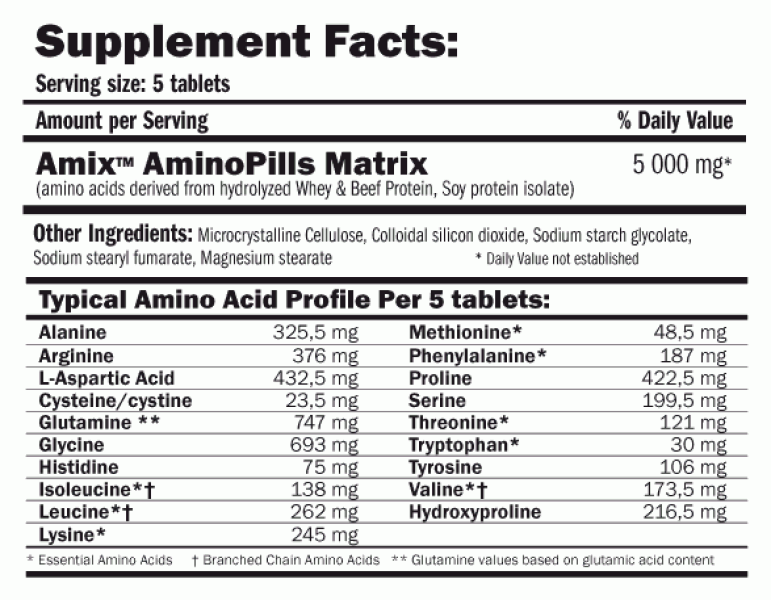 Supplement Facts:
Serving size: 5 tablets
Amount per Serving % Daily Value
Amix™ AminoPills Matrix 5 000 mg*
(amino acids derived from hydrolyzed Whey & Beef Protein, Soy protein isolate)
Other Ingredients: Microcrystalline Cellulose, Colloidal silicon dioxide, Sodium starch glycolate,
Sodium stearyl fumarate, Magnesium stearate * Daily Value not established
Typical Amino Acid Profile Per 5 tablets:
Alanine 325,5 mg Methionine* 48,5 mg
Arginine 376 mg Phenylalanine* 187 mg
L-Aspartic Acid 432,5 mg Proline 422,5 mg
Cysteine/cystine 23,5 mg Serine 199,5 mg
Glutamine ** 747 mg Threonine* 121 mg
Glycine 693 mg Tryptophan* 30 mg
Histidine 75 mg Tyrosine 106 mg
Isoleucine*† 138 mg Valine*† 173,5 mg
Leucine*† 262 mg Hydroxyproline 216,5 mg
Lysine* 245 mg
* Essential Amino Acids † Branched Chain Amino Acids ** Glutamine values based on glutamic acid content